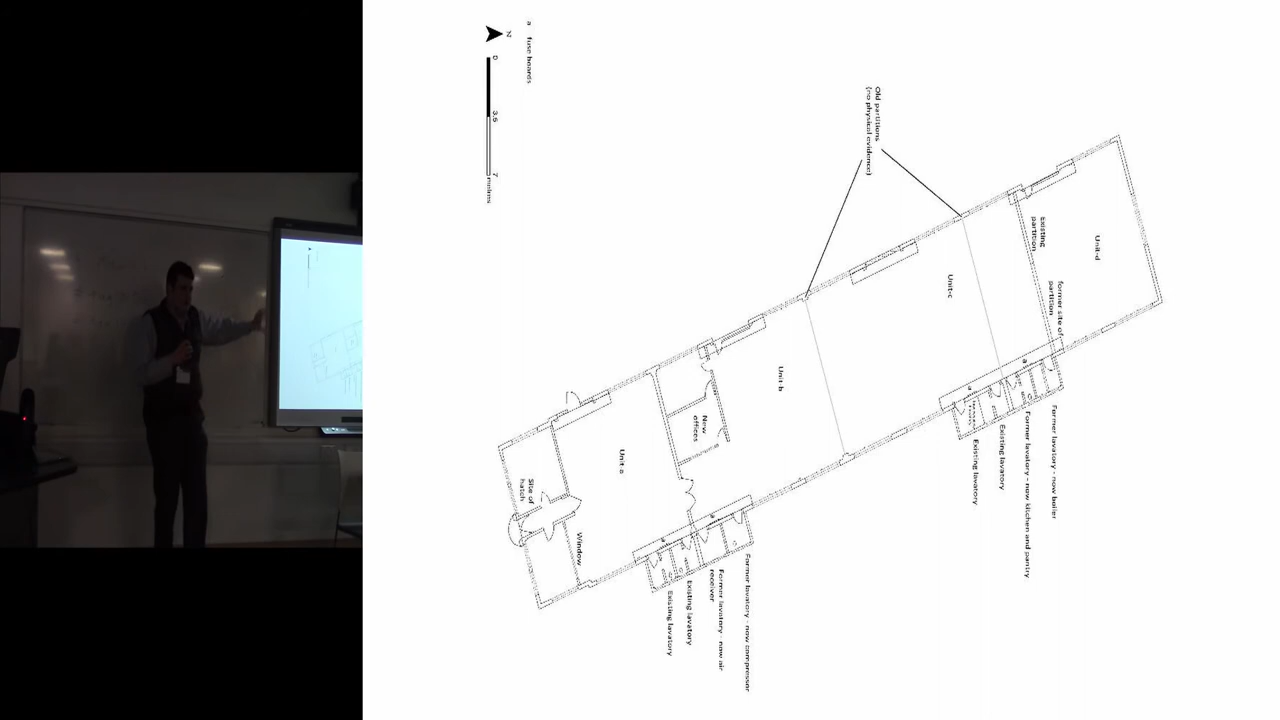 a fuse boards
N
0 3.5 7 metres
Old partitions
(no physical evidence)
Unit-d
Existing
partition
former site of
partition
Unit-c
Unit-b
New
offices
Unit-a
Site of
hatch
Window
a
a
a
a
Former lavatory - now boiler
Former lavatory - now kitchen and pantry
Existing lavatory
Existing lavatory
Former lavatory - now compressor
Former lavatory - now air
receiver
Existing lavatory
Existing lavatory